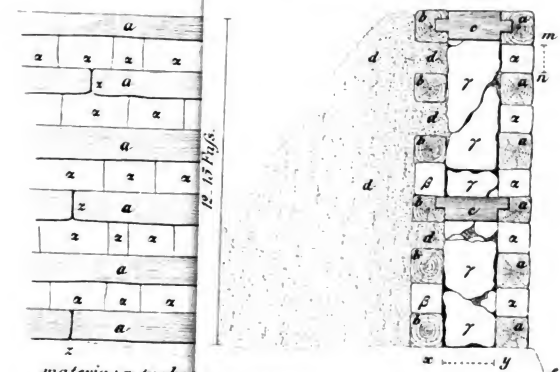 a
α α α α
z a
α α
a
α α α
z a
α α α
a
α α α
a
z
12–15 Fuſs.
b c a
m
d d α
n
b γ a
d α
b γ a
d β γ α
b c a
d α
b γ a
β α
b γ a
x y